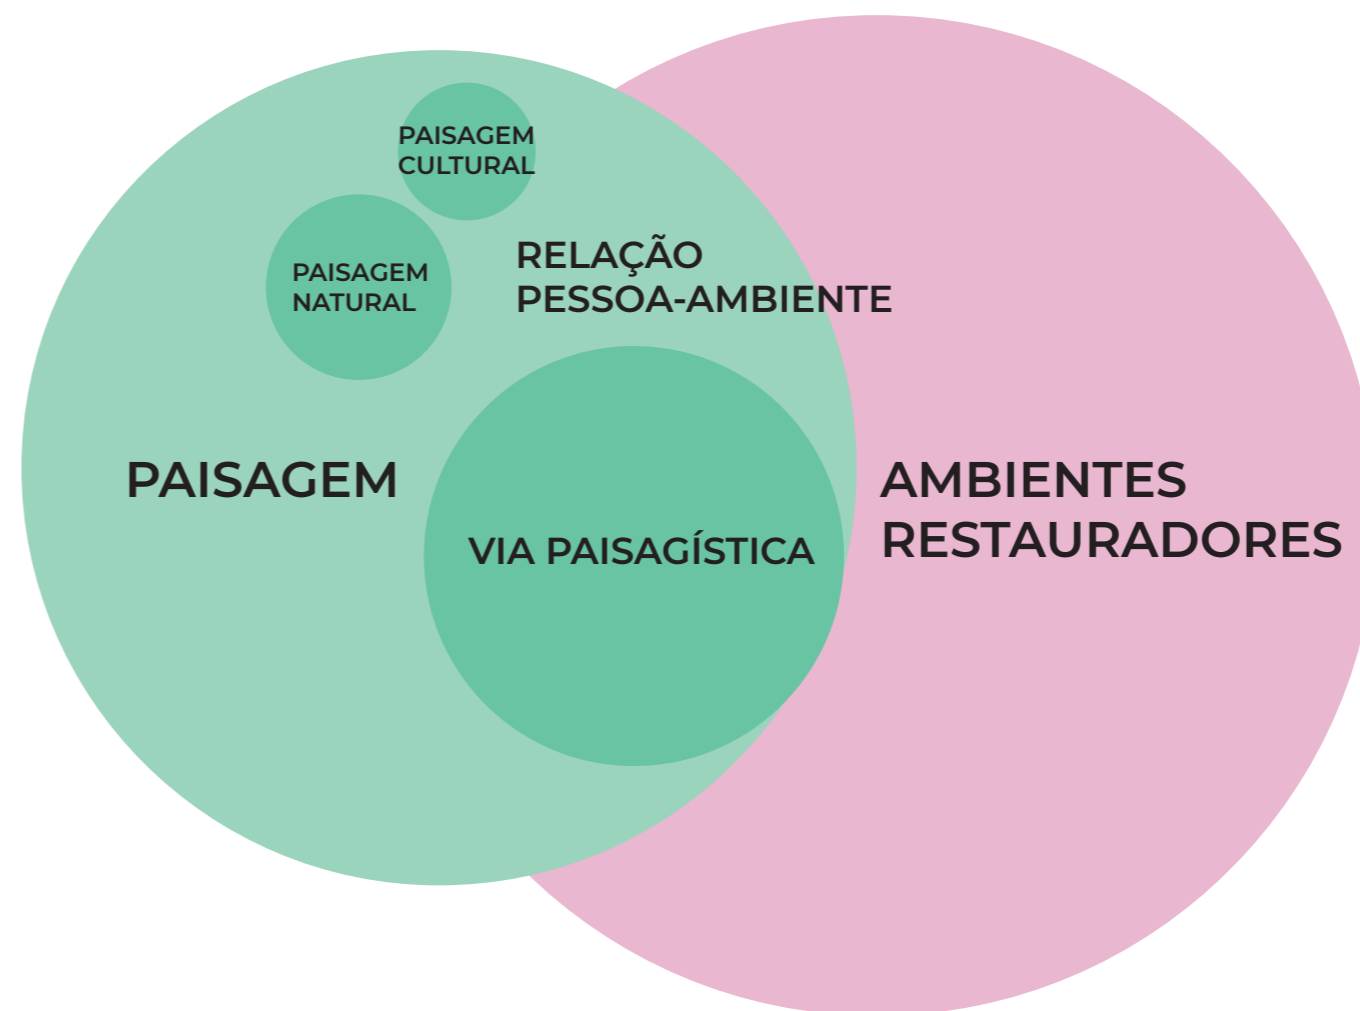 PAISAGEM
CULTURAL
PAISAGEM
NATURAL
RELAÇÃO
PESSOA-AMBIENTE
PAISAGEM
VIA PAISAGÍSTICA
AMBIENTES
RESTAURADORES